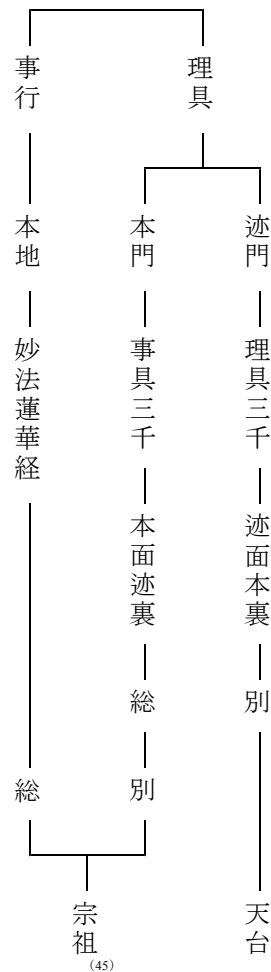 理具
迹門
理具三千
迹面本裏
別
天台
本門
事具三千
本面迹裏
総
別
事行
本地
妙法蓮華経
総
宗祖
(45)